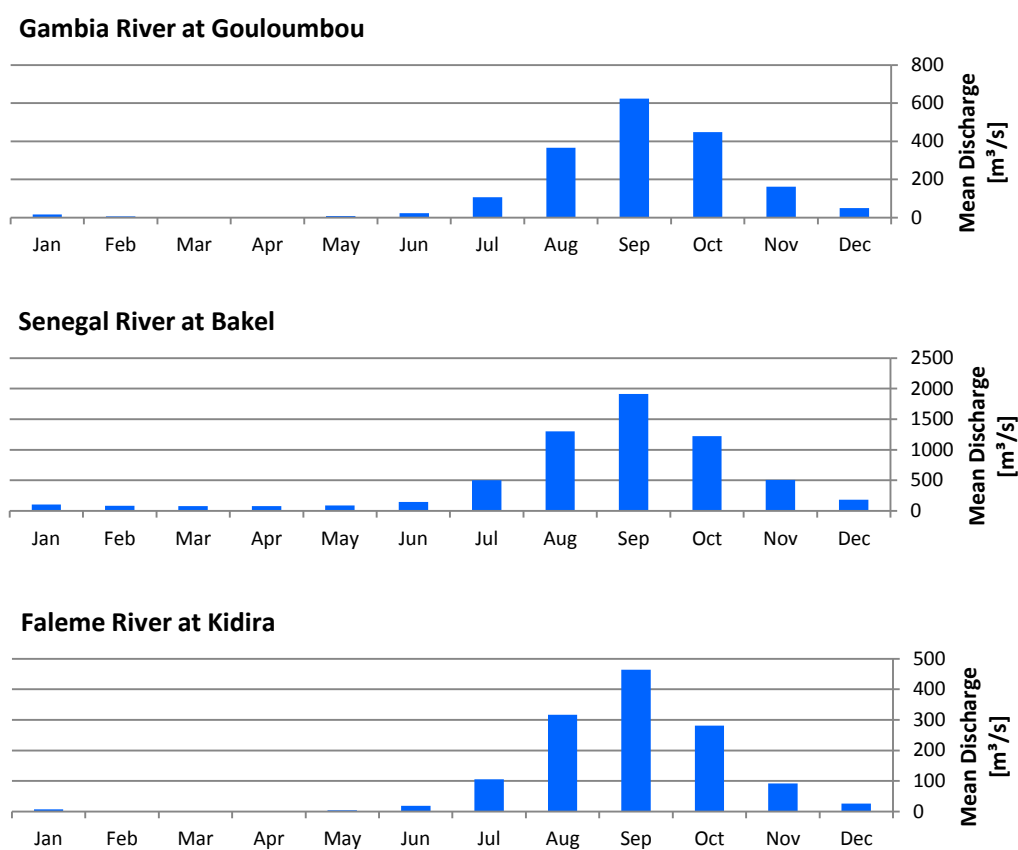 Gambia River at Gouloumbou
800
600
400
200
0
Mean Discharge
[m³/s]
Jan Feb Mar Apr May Jun Jul Aug Sep Oct Nov Dec
Senegal River at Bakel
2500
2000
1500
1000
500
0
Mean Discharge
[m³/s]
Jan Feb Mar Apr May Jun Jul Aug Sep Oct Nov Dec
Faleme River at Kidira
500
400
300
200
100
0
Mean Discharge
[m³/s]
Jan Feb Mar Apr May Jun Jul Aug Sep Oct Nov Dec